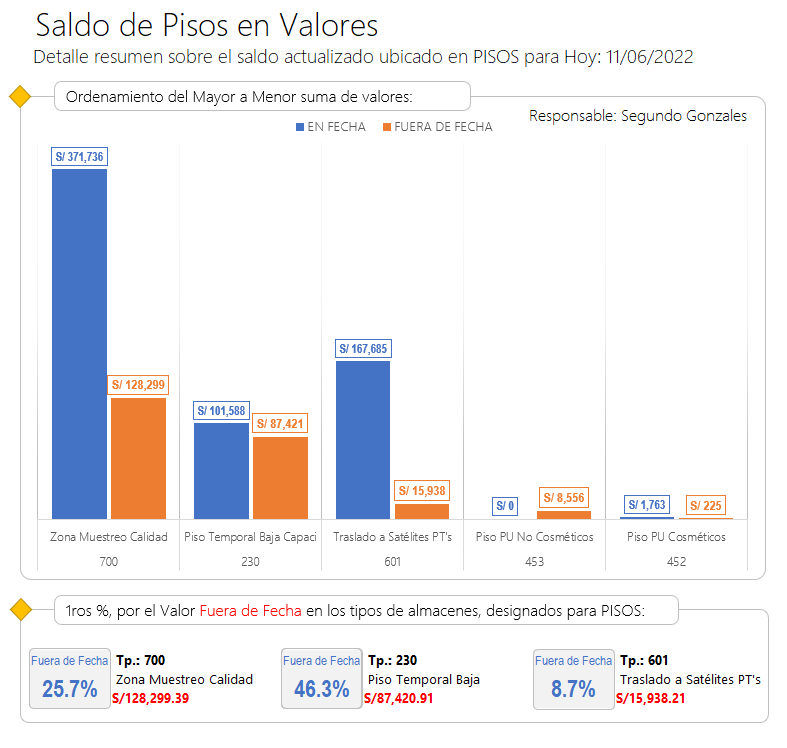 Saldo de Pisos en Valores
Detalle resumen sobre el saldo actualizado ubicado en PISOS para Hoy: 11/06/2022
Ordenamiento del Mayor a Menor suma de valores:
Responsable: Segundo Gonzales
EN FECHA FUERA DE FECHA
S/ 371,736
S/ 128,299
S/ 101,588
S/ 87,421
S/ 167,685
S/ 15,938
S/ 0
S/ 8,556
S/ 1,763
S/ 225
Zona Muestreo Calidad
Piso Temporal Baja Capaci
Traslado a Satélites PT's
Piso PU No Cosméticos
Piso PU Cosméticos
700
230
601
453
452
1ros %, por el Valor Fuera de Fecha en los tipos de almacenes, designados para PISOS:
Fuera de Fecha
25.7%
Tp.: 700
Zona Muestreo Calidad
S/128,299.39
Fuera de Fecha
46.3%
Tp.: 230
Piso Temporal Baja
S/87,420.91
Fuera de Fecha
8.7%
Tp.: 601
Traslado a Satélites PT's
S/15,938.21